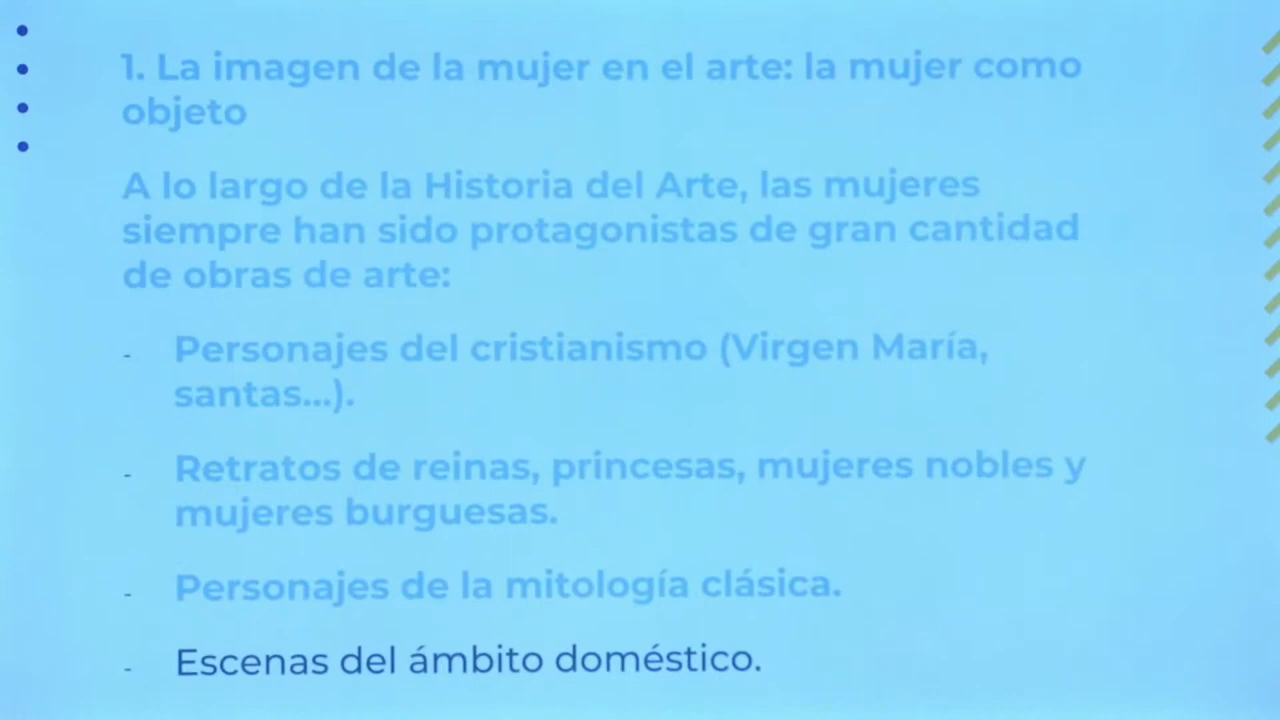 1. La imagen de la mujer en el arte: la mujer como
objeto
A lo largo de la Historia del Arte, las mujeres
siempre han sido protagonistas de gran cantidad
de obras de arte:
- Personajes del cristianismo (Virgen María,
santas...).
- Retratos de reinas, princesas, mujeres nobles y
mujeres burguesas.
- Personajes de la mitología clásica.
- Escenas del ámbito doméstico.